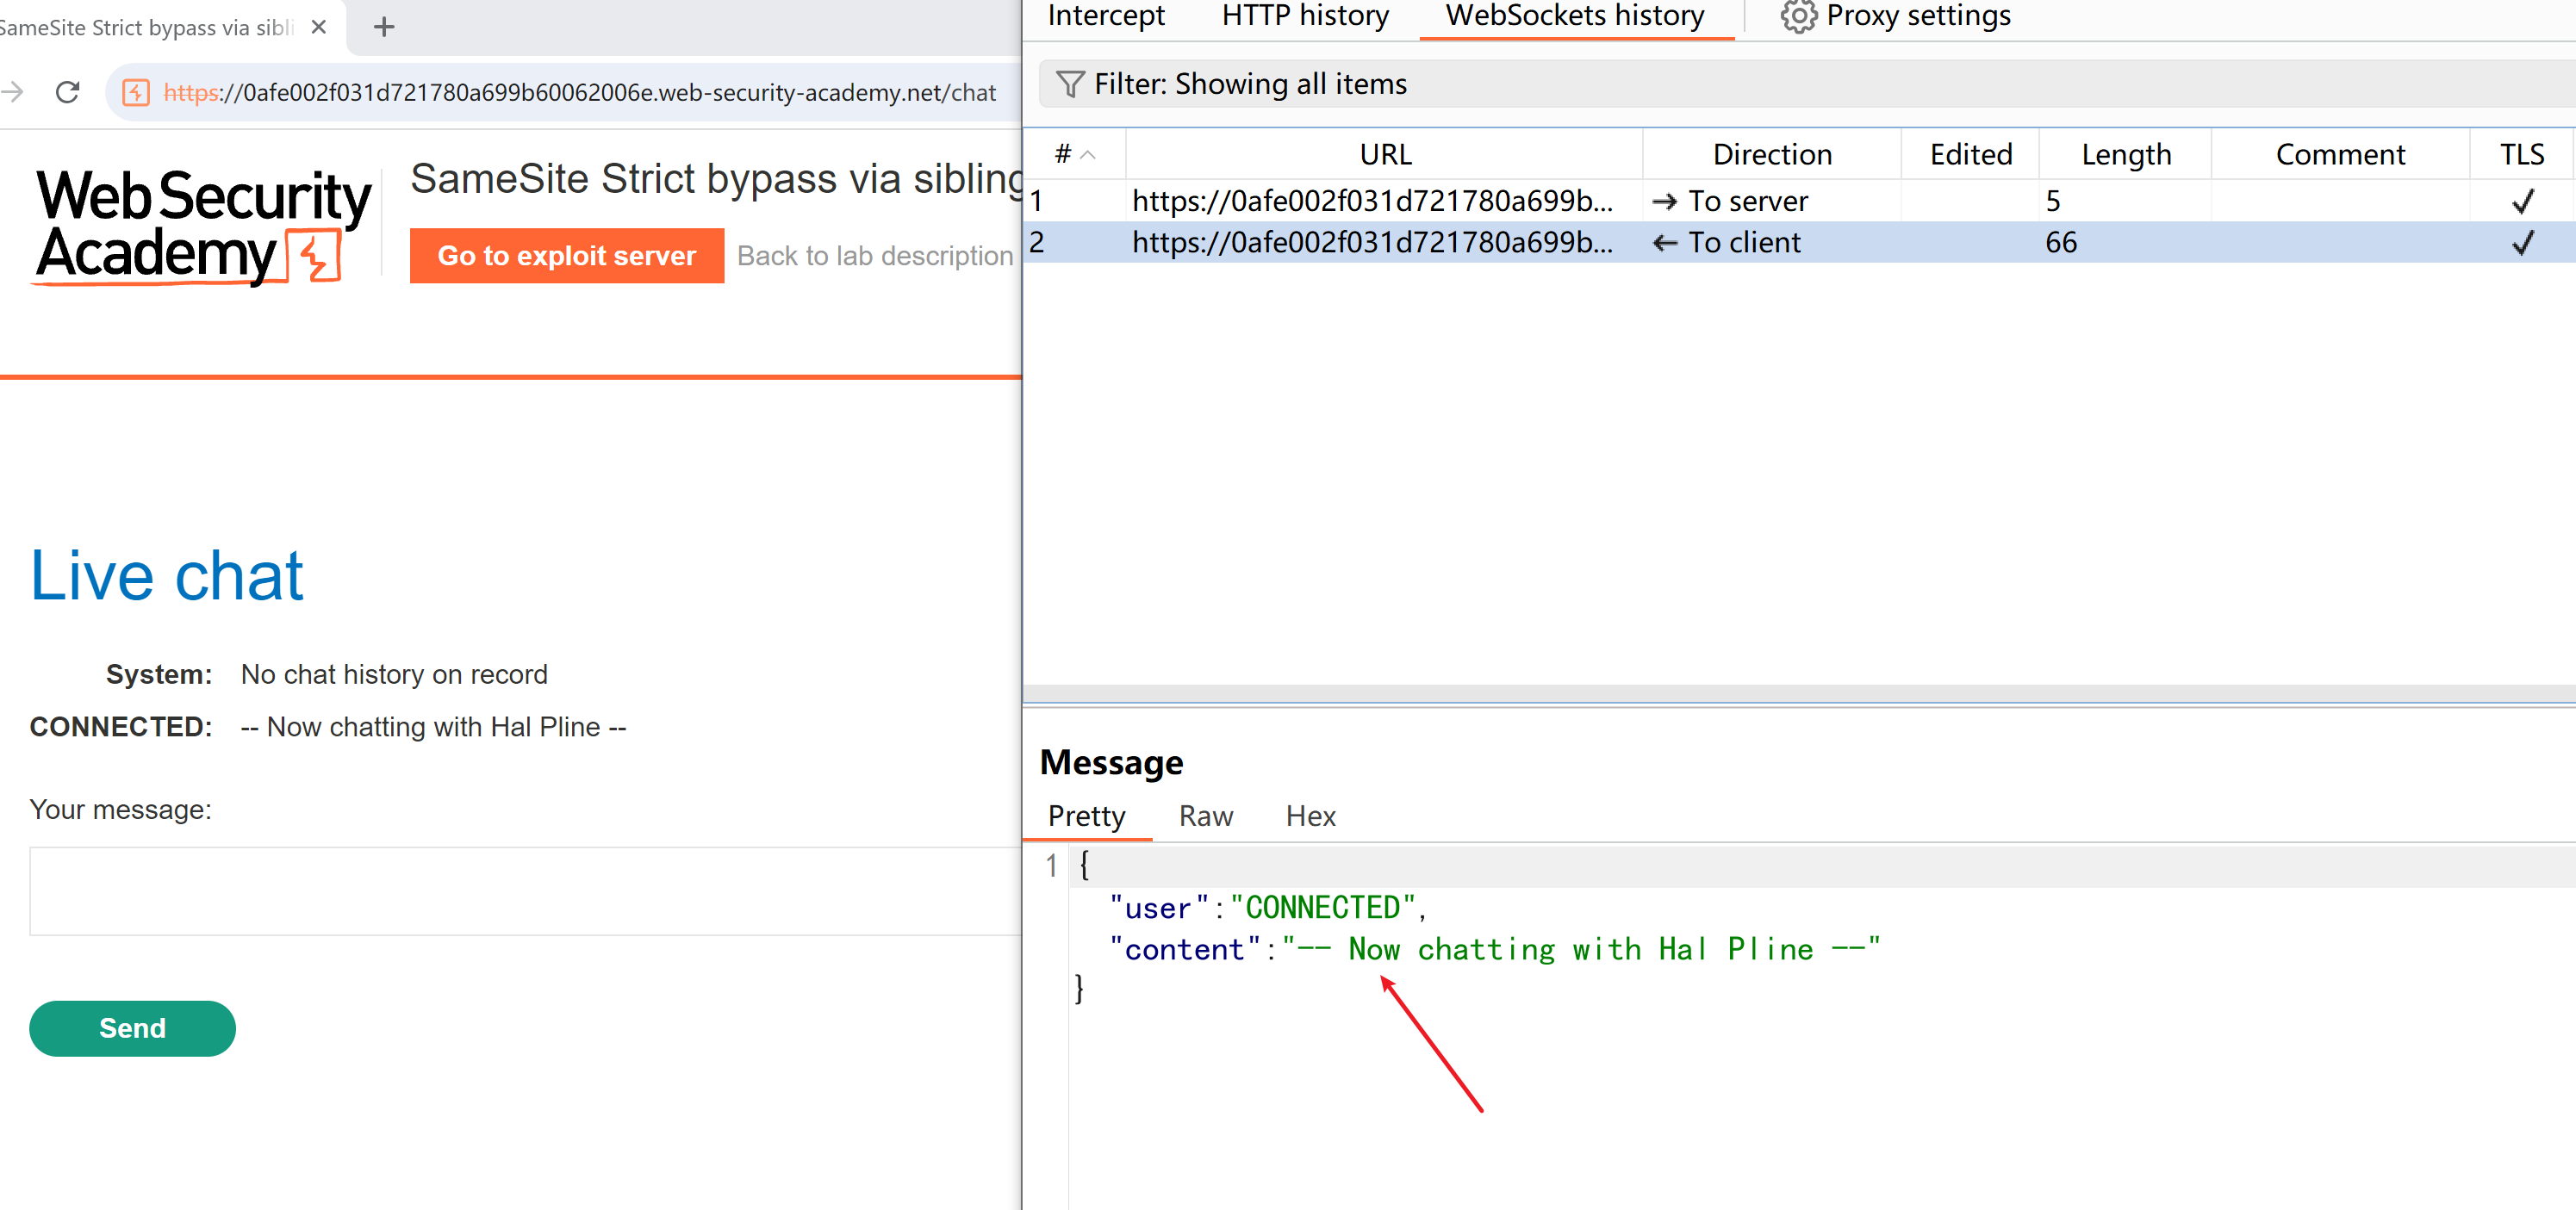 SameSite Strict bypass via sibli
https://0afe002f031d721780a699b60062006e.web-security-academy.net/chat
Web Security
Academy
SameSite Strict bypass via sibling
Go to exploit server
Back to lab description
Live chat
System: No chat history on record
CONNECTED: -- Now chatting with Hal Pline --
Your message:
Send
Intercept HTTP history WebSockets history Proxy settings
Filter: Showing all items
# URL Direction Edited Length Comment TLS
1 https://0afe002f031d721780a699b... → To server 5 ✓
2 https://0afe002f031d721780a699b... ← To client 66 ✓
Message
Pretty Raw Hex
1 {
"user":"CONNECTED",
"content":"-- Now chatting with Hal Pline --"
}